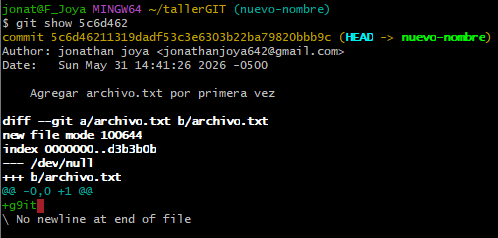 jonat@F_Joya MINGW64 ~/tallerGIT (nuevo-nombre)
$ git show 5c6d462
commit 5c6d46211319dadf53c3e6303b22ba79820bbb9c (HEAD -> nuevo-nombre)
Author: jonathan joya <jonathanjoya642@gmail.com>
Date:   Sun May 31 14:41:26 2026 -0500

    Agregar archivo.txt por primera vez

diff --git a/archivo.txt b/archivo.txt
new file mode 100644
index 0000000..d3b3b0b
--- /dev/null
+++ b/archivo.txt
@@ -0,0 +1 @@
+g9it
\ No newline at end of file